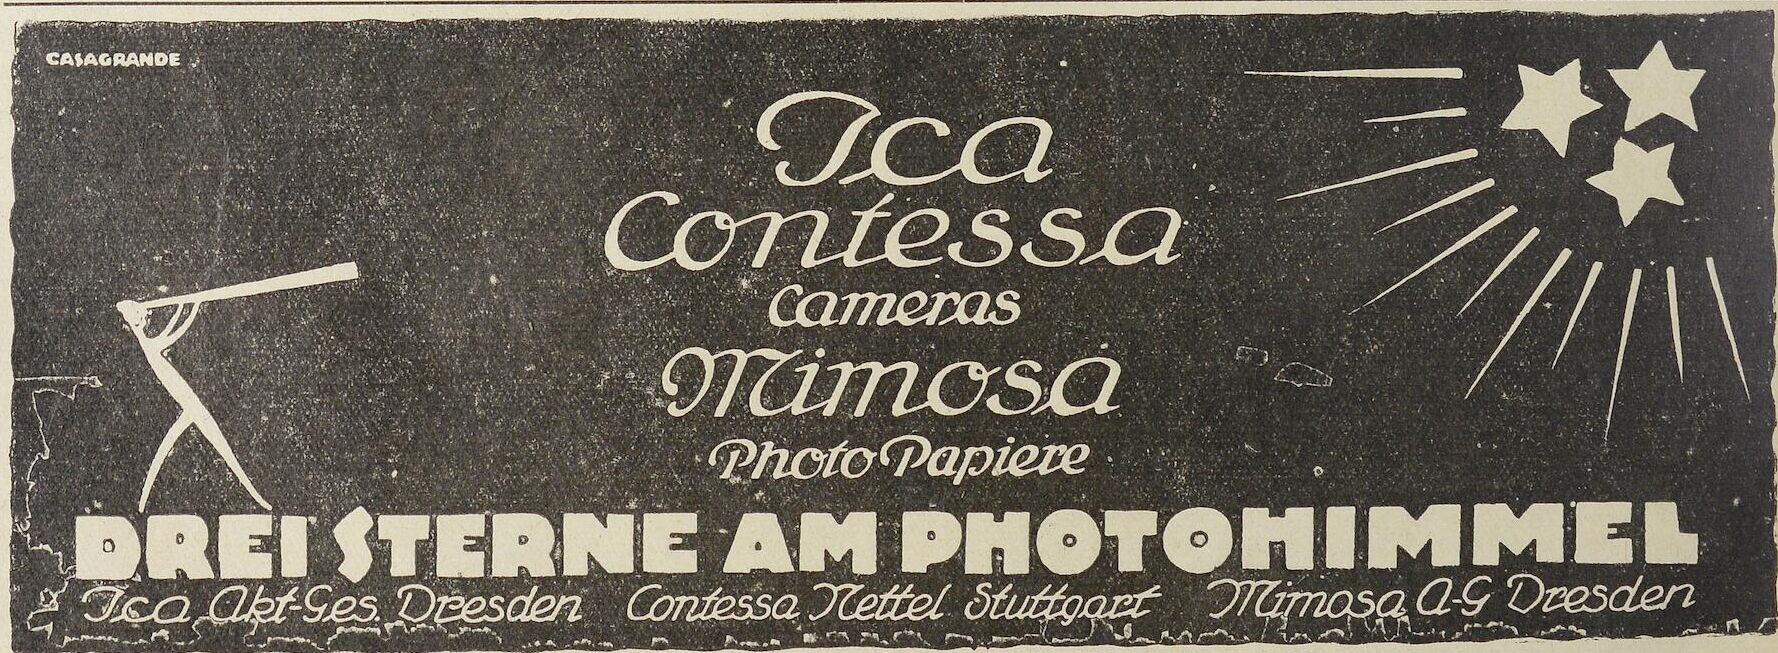 CASAGRANDE
Ica
Contessa
Cameras
Mimosa
Photo Papiere
DREI STERNE AM PHOTOHIMMEL
Ica Akt-Ges. Dresden Contessa Nettel Stuttgart Mimosa A-G Dresden